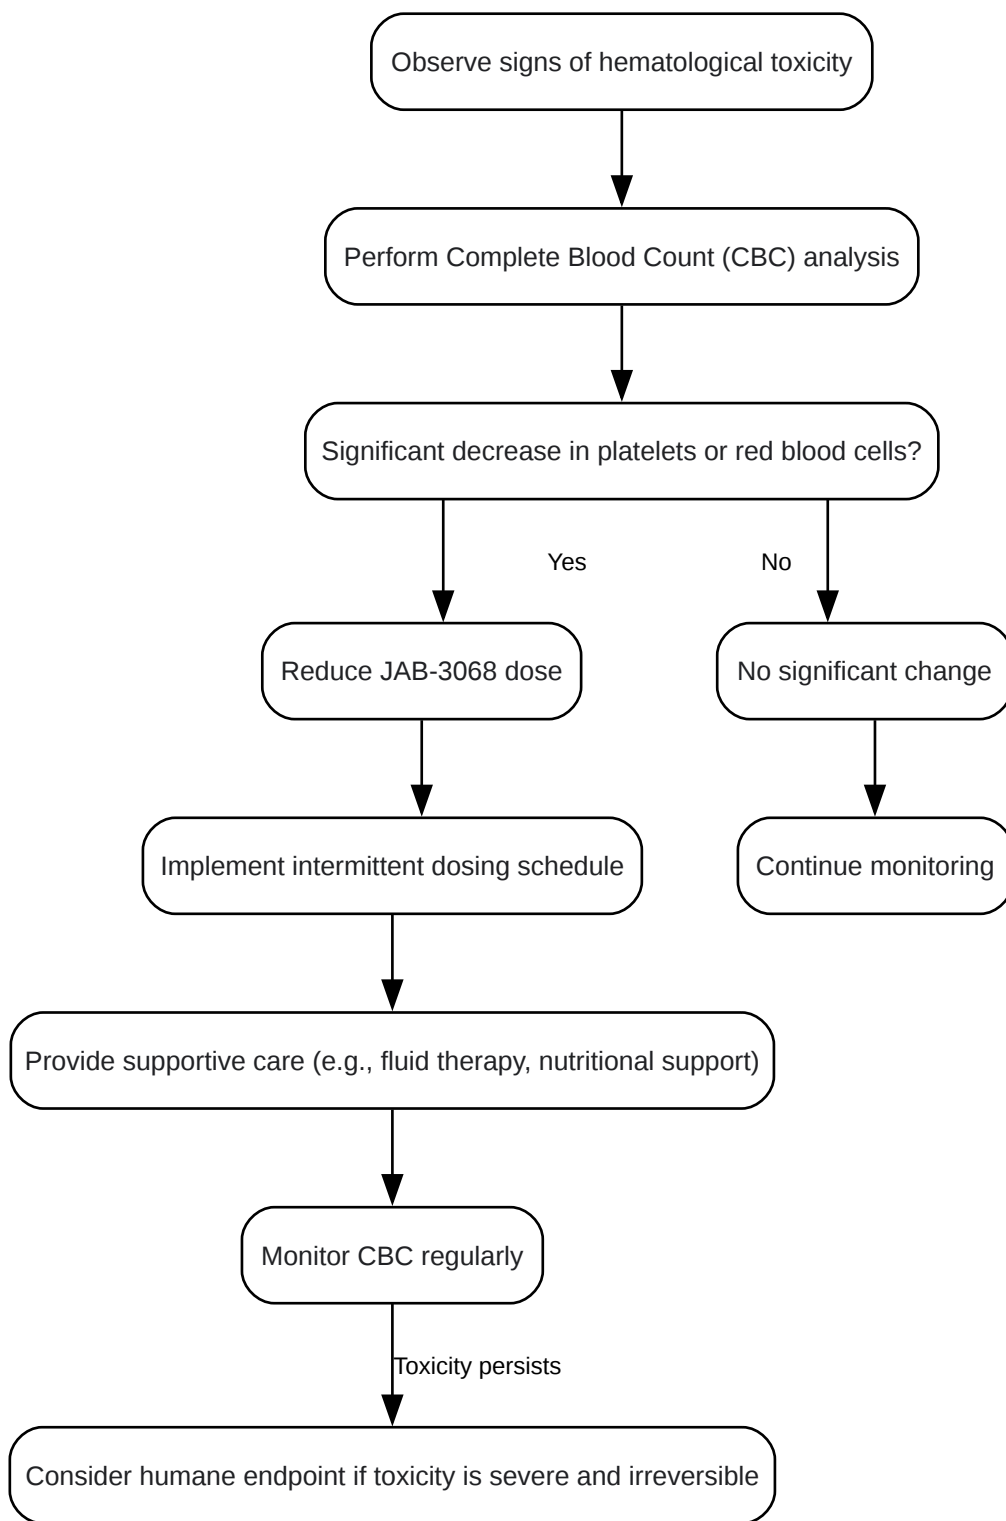 Observe signs of hematological toxicity
Perform Complete Blood Count (CBC) analysis
Significant decrease in platelets or red blood cells?
Yes
No
Reduce JAB-3068 dose
No significant change
Implement intermittent dosing schedule
Continue monitoring
Provide supportive care (e.g., fluid therapy, nutritional support)
Monitor CBC regularly
Toxicity persists
Consider humane endpoint if toxicity is severe and irreversible